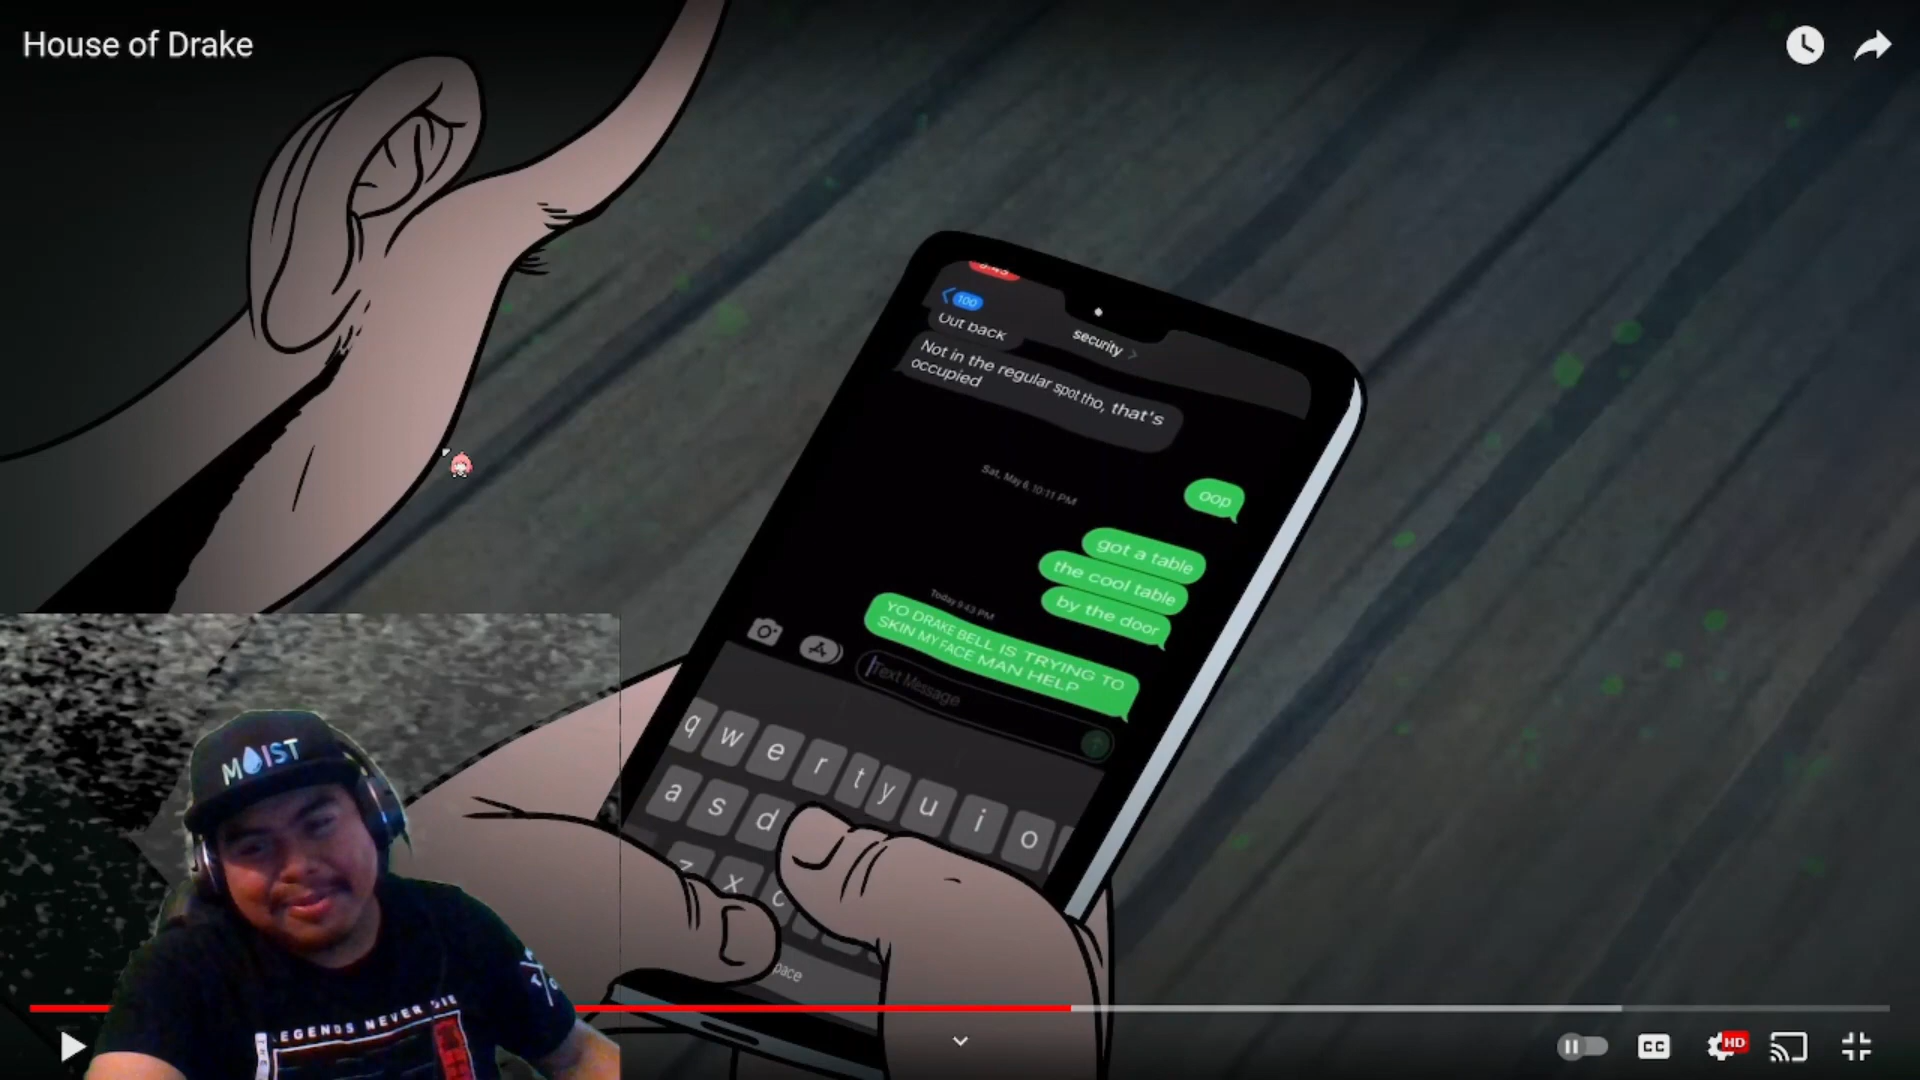 House of Drake
100
security
Out back
Not in the regular spot tho, that's
occupied
oop
Sat, May 6, 10:11 PM
got a table
the cool table
by the door
Today 9:43 PM
YO DRAKE BELL IS TRYING TO
SKIN MY FACE MAN HELP
Text Message
q w e r t y u i o
a s d
z x c
MOIST
LEGENDS NEVER DIE
CC
HD